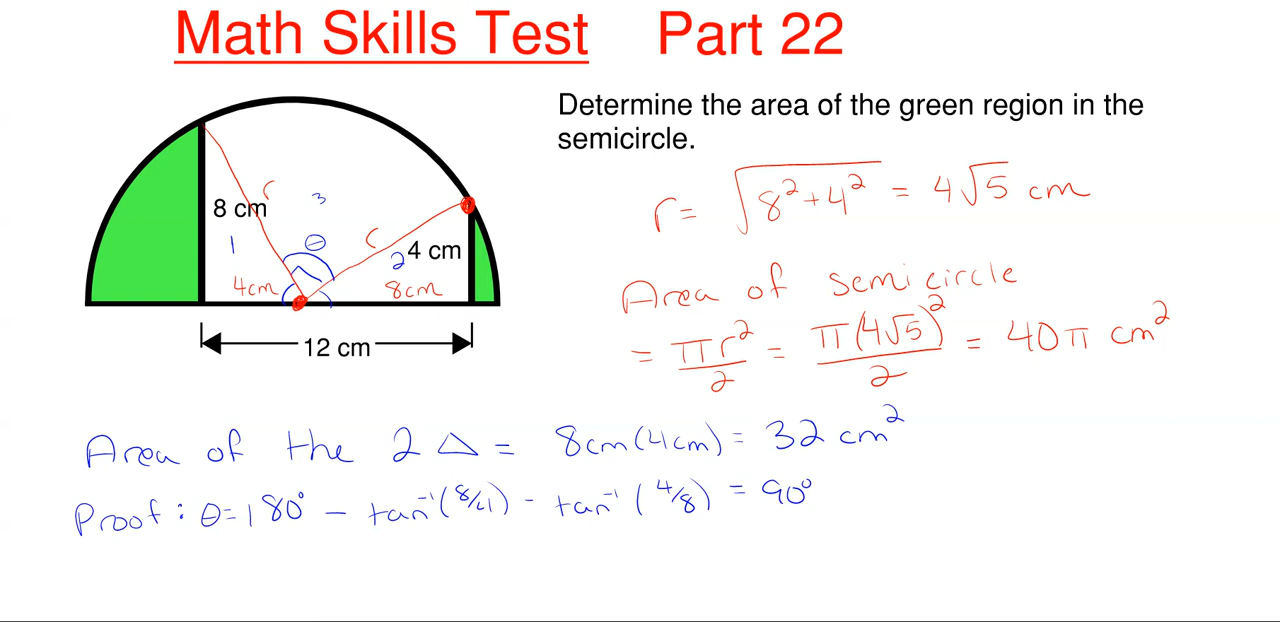 Math Skills Test Part 22
Determine the area of the green region in the
semicircle.
r = √8² + 4² = 4√5 cm
Area of semicircle
= πr²/2 = π(4√5)²/2 = 40π cm²
r
8 cm
3
1
θ
r
2
4 cm
4cm
8cm
12 cm
Area of the 2 Δ = 8cm(4cm) = 32 cm²
Proof : θ = 180° - tan⁻¹(8/4) - tan⁻¹(4/8) = 90°